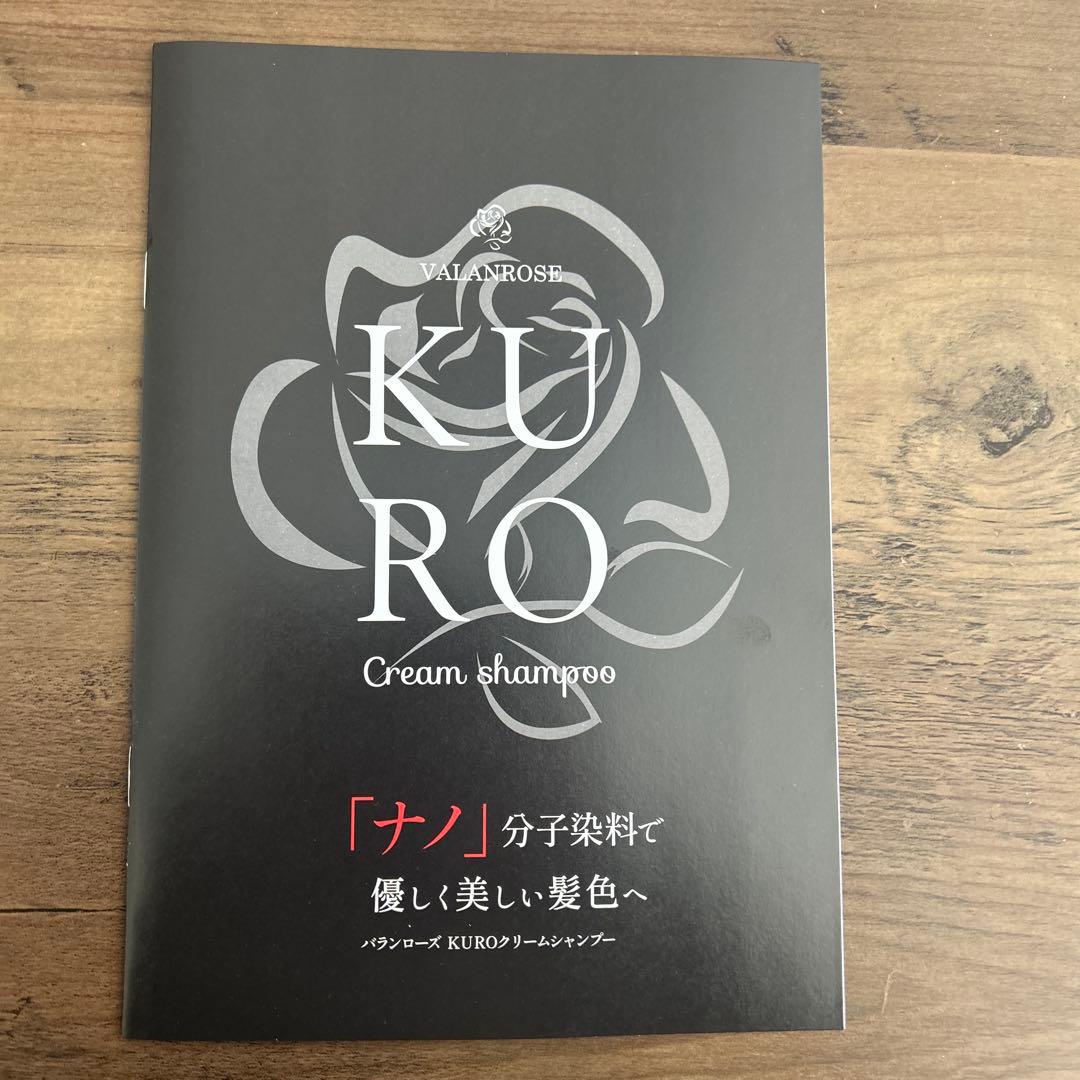 VALANROSE
KU
RO
Cream shampoo
「ナノ」分子染料で
優しく美しい髪色へ
バランローズ KUROクリームシャンプー